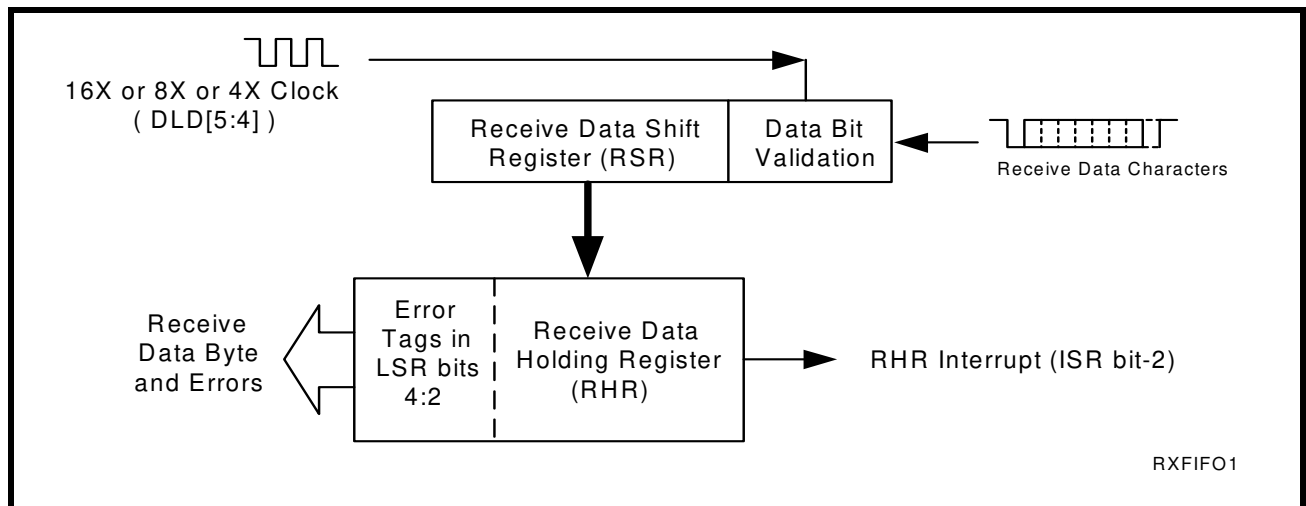 16X or 8X or 4X Clock
( DLD[5:4] )
Receive Data Shift
Register (RSR)
Data Bit
Validation
Receive Data Characters
Receive
Data Byte
and Errors
Error
Tags in
LSR bits
4:2
Receive Data
Holding Register
(RHR)
RHR Interrupt (ISR bit-2)
RXFIFO1